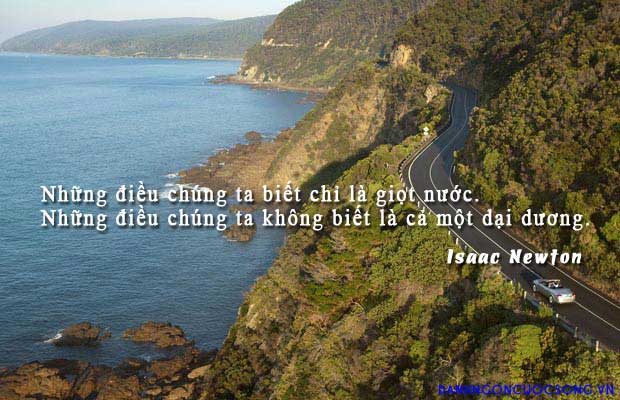 Những điều chúng ta biết chỉ là giọt nước.
Những điều chúng ta không biết là cả một dại dương.
Isaac Newton
DANHNGONCUOCSONG.VN